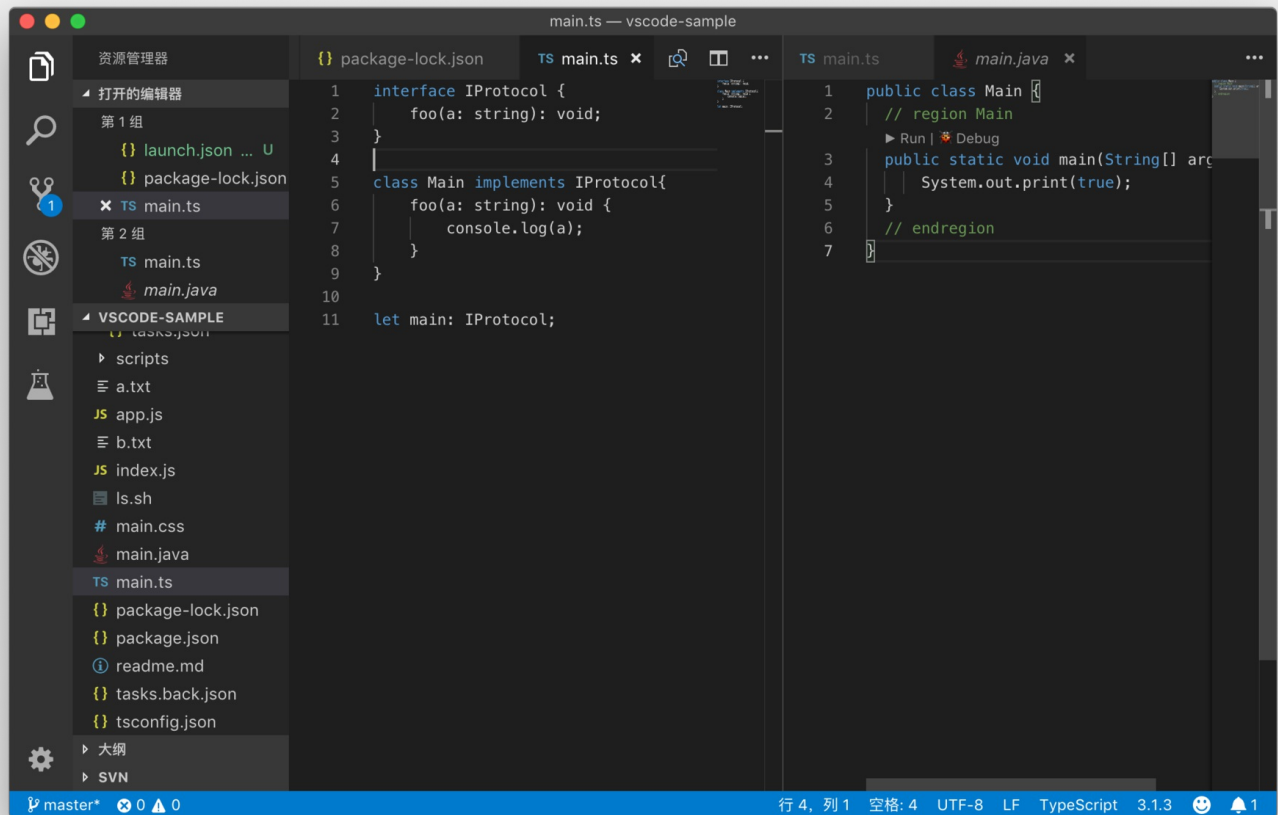 main.ts — vscode-sample
资源管理器
打开的编辑器
第 1 组
{} launch.json ... U
{} package-lock.json
TS main.ts
第 2 组
TS main.ts
main.java
VSCODE-SAMPLE
{} tasks.json
scripts
a.txt
JS app.js
b.txt
JS index.js
ls.sh
# main.css
main.java
TS main.ts
{} package-lock.json
{} package.json
readme.md
{} tasks.back.json
{} tsconfig.json
大纲
SVN
1
{} package-lock.json TS main.ts
1 interface IProtocol {
2 foo(a: string): void;
3 }
4
5 class Main implements IProtocol{
6 foo(a: string): void {
7 console.log(a);
8 }
9 }
10
11 let main: IProtocol;
TS main.ts main.java
1 public class Main {
2 // region Main
Run | Debug
3 public static void main(String[] arg
4 System.out.print(true);
5 }
6 // endregion
7 }
master* 0 0 行 4，列 1 空格: 4 UTF-8 LF TypeScript 3.1.3 1